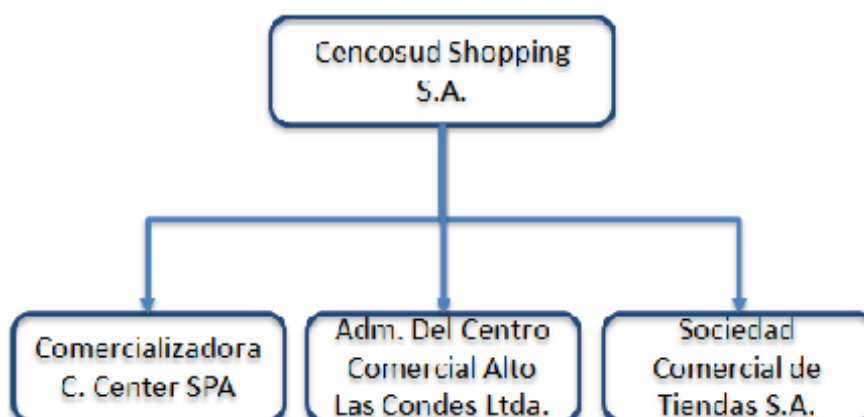 Cencosud Shopping
S.A.
Comercializadora
C. Center SPA
Adm. Del Centro
Comercial Alto
Las Condes Ltda.
Sociedad
Comercial de
Tiendas S.A.